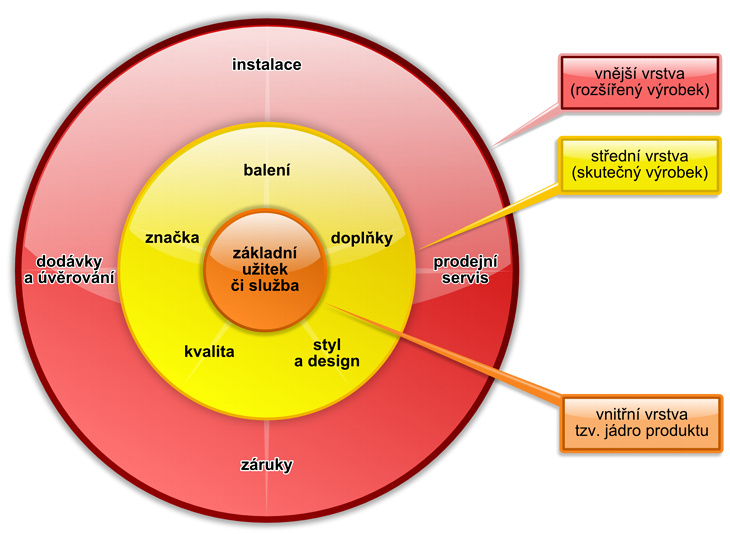 instalace
balení
značka
doplňky
základní
užitek
či služba
dodávky
a úvěrování
prodejní
servis
kvalita
styl
a design
záruky
vnější vrstva
(rozšířený výrobek)
střední vrstva
(skutečný výrobek)
vnitřní vrstva
tzv. jádro produktu